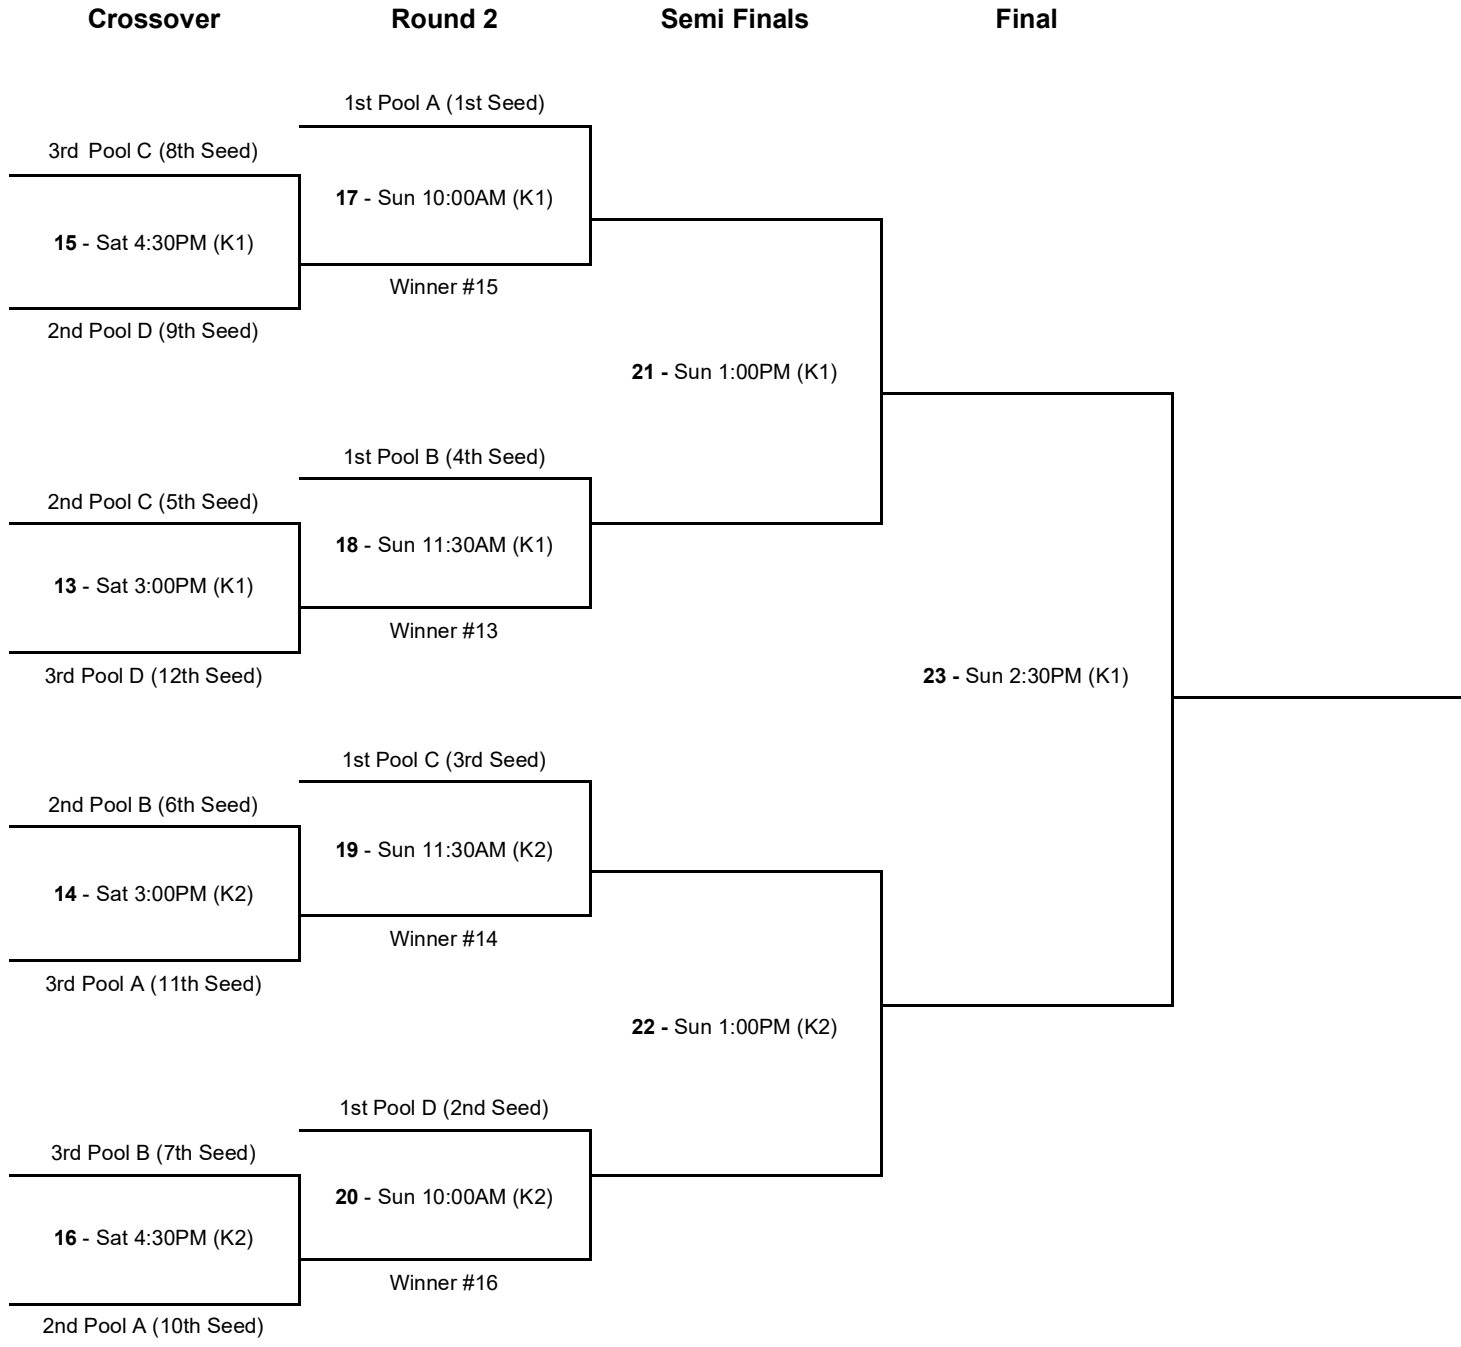 Crossover Round 2 Semi Finals Final
1st Pool A (1st Seed)
3rd Pool C (8th Seed)
17 - Sun 10:00AM (K1)
15 - Sat 4:30PM (K1)
Winner #15
2nd Pool D (9th Seed)
21 - Sun 1:00PM (K1)
1st Pool B (4th Seed)
2nd Pool C (5th Seed)
18 - Sun 11:30AM (K1)
13 - Sat 3:00PM (K1)
Winner #13
3rd Pool D (12th Seed)
23 - Sun 2:30PM (K1)
1st Pool C (3rd Seed)
2nd Pool B (6th Seed)
19 - Sun 11:30AM (K2)
14 - Sat 3:00PM (K2)
Winner #14
3rd Pool A (11th Seed)
22 - Sun 1:00PM (K2)
1st Pool D (2nd Seed)
3rd Pool B (7th Seed)
20 - Sun 10:00AM (K2)
16 - Sat 4:30PM (K2)
Winner #16
2nd Pool A (10th Seed)